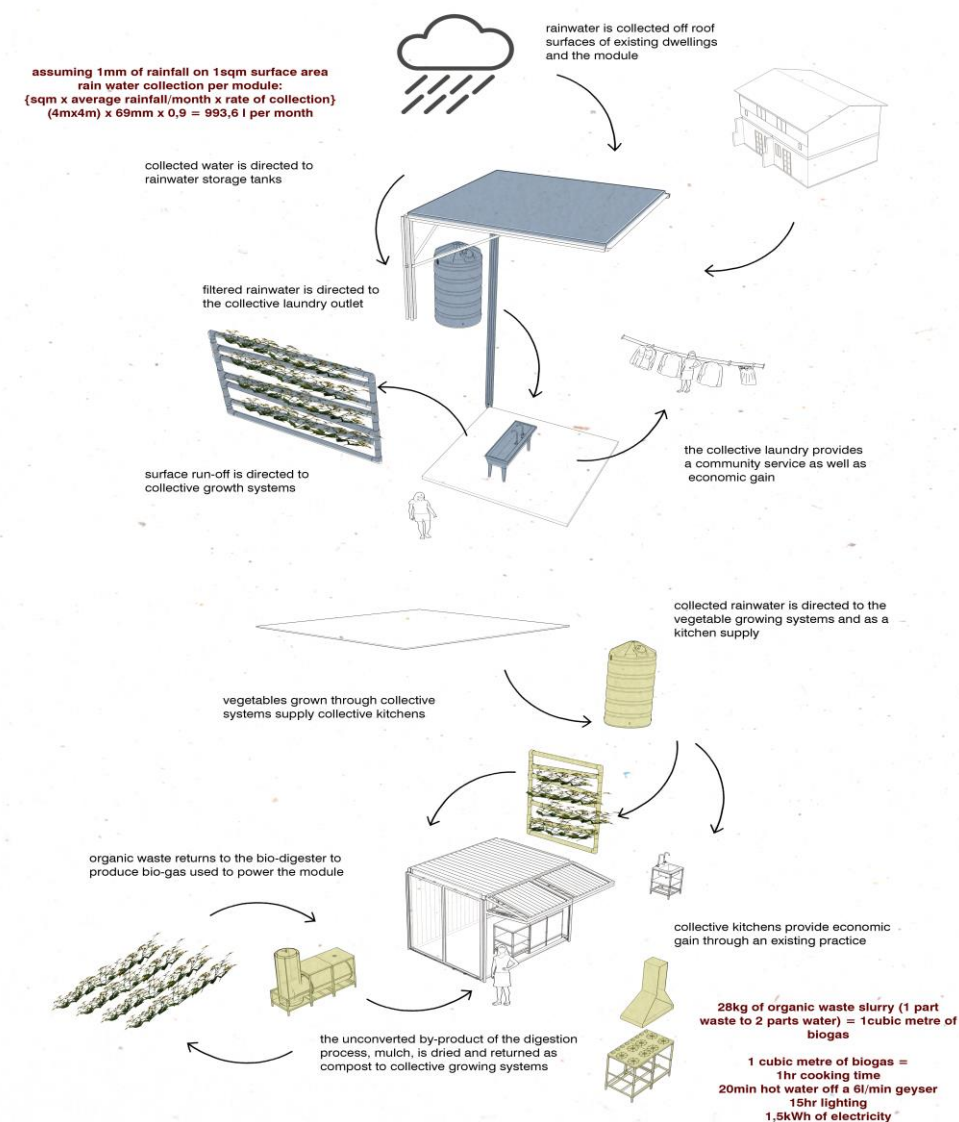 rainwater is collected off roof
surfaces of existing dwellings
and the module
assuming 1mm of rainfall on 1sqm surface area
rain water collection per module:
{sqm x average rainfall/month x rate of collection}
(4mx4m) x 69mm x 0,9 = 993,6 l per month
collected water is directed to
rainwater storage tanks
filtered rainwater is directed to
the collective laundry outlet
the collective laundry provides
a community service as well as
economic gain
surface run-off is directed to
collective growth systems
collected rainwater is directed to the
vegetable growing systems and as a
kitchen supply
vegetables grown through collective
systems supply collective kitchens
organic waste returns to the bio-digester to
produce bio-gas used to power the module
collective kitchens provide economic
gain through an existing practice
28kg of organic waste slurry (1 part
waste to 2 parts water) = 1cubic metre of
biogas
1 cubic metre of biogas =
1hr cooking time
20min hot water off a 6l/min geyser
15hr lighting
1,5kWh of electricity
the unconverted by-product of the digestion
process, mulch, is dried and returned as
compost to collective growing systems